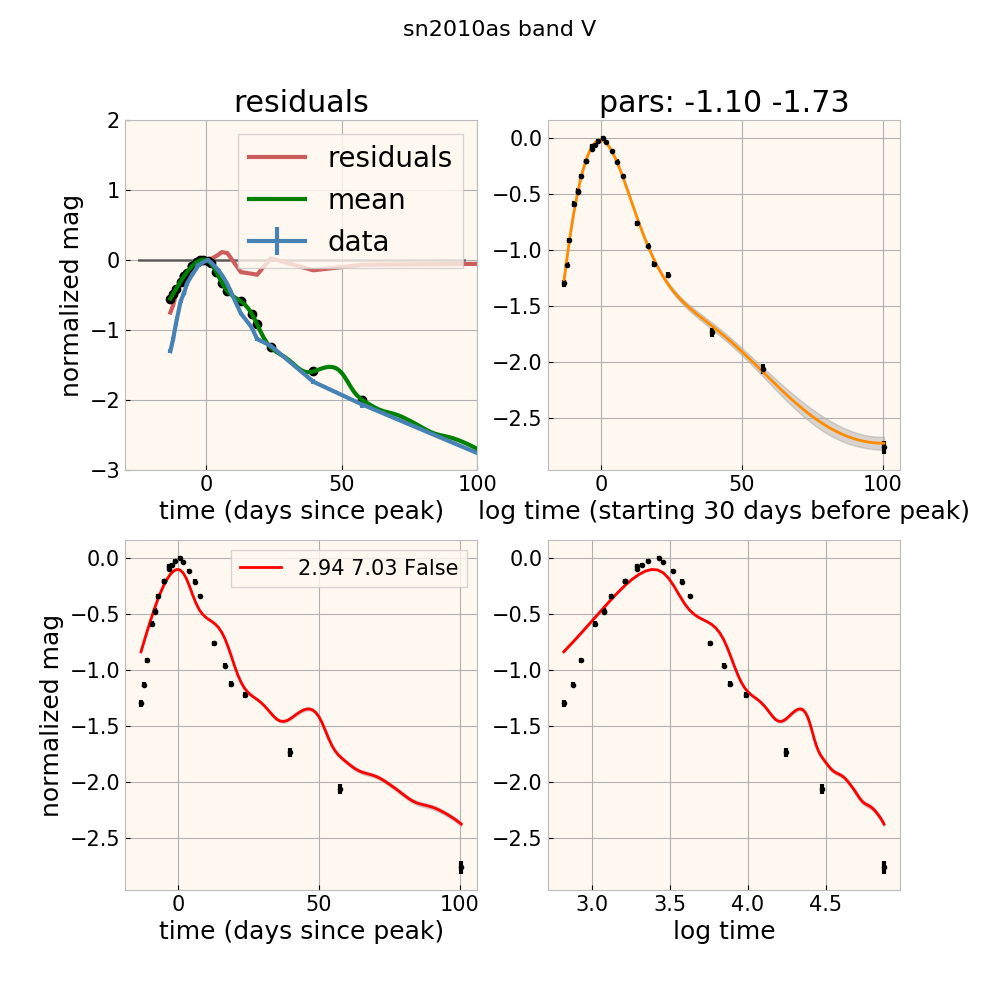 sn2010as band V
residuals
pars: -1.10 -1.73
2
1
0
−1
−2
−3
normalized mag
residuals
mean
data
0
50
100
time (days since peak)
0.0
−0.5
−1.0
−1.5
−2.0
−2.5
0
50
100
log time (starting 30 days before peak)
0.0
−0.5
−1.0
−1.5
−2.0
−2.5
normalized mag
2.94 7.03 False
0
50
100
time (days since peak)
0.0
−0.5
−1.0
−1.5
−2.0
−2.5
3.0
3.5
4.0
4.5
log time